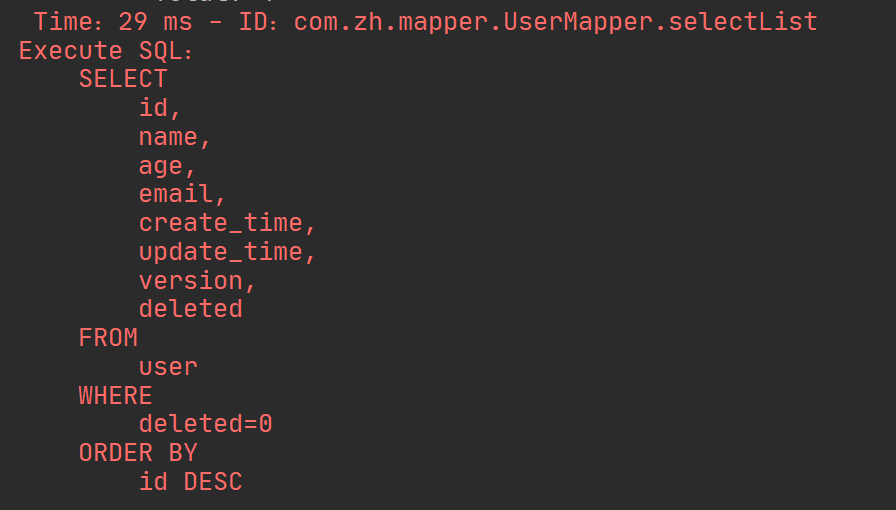 Time：29 ms - ID：com.zh.mapper.UserMapper.selectList
Execute SQL：
SELECT
id,
name,
age,
email,
create_time,
update_time,
version,
deleted
FROM
user
WHERE
deleted=0
ORDER BY
id DESC